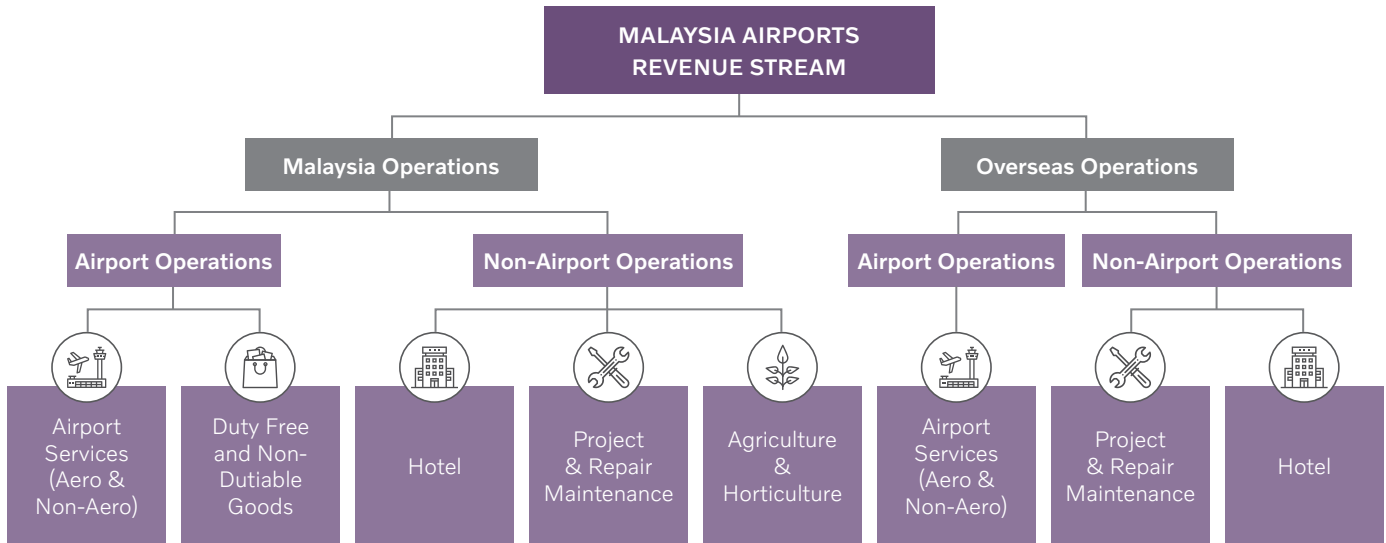 MALAYSIA AIRPORTS
REVENUE STREAM
Malaysia Operations
Overseas Operations
Airport Operations
Non-Airport Operations
Airport Operations
Non-Airport Operations
Airport
Services
(Aero &
Non-Aero)
Duty Free
and Non-
Dutiable
Goods
Hotel
Project
& Repair
Maintenance
Agriculture
&
Horticulture
Airport
Services
(Aero &
Non-Aero)
Project
& Repair
Maintenance
Hotel